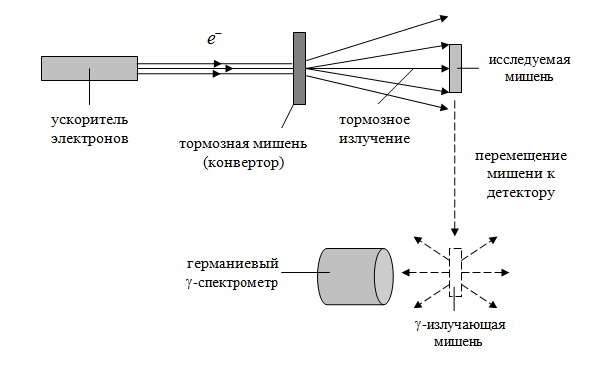 e⁻
исследуемая
мишень
ускоритель
электронов
тормозная мишень
(конвертор)
тормозное
излучение
перемещение
мишени к
детектору
германиевый
γ-спектрометр
γ-излучающая
мишень